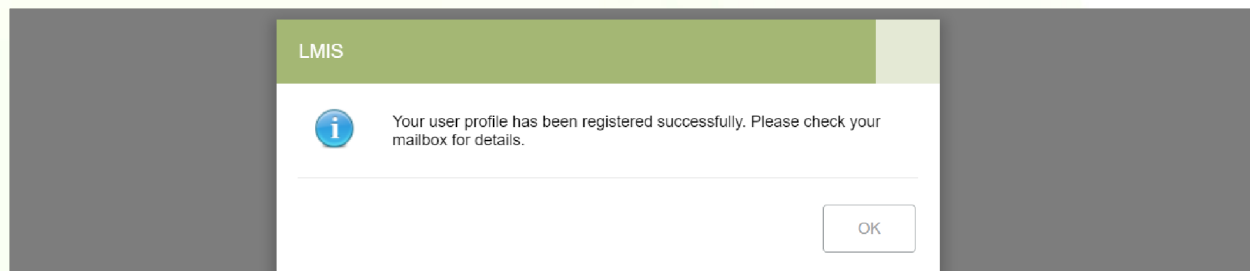 LMIS
Your user profile has been registered successfully. Please check your
mailbox for details.
OK